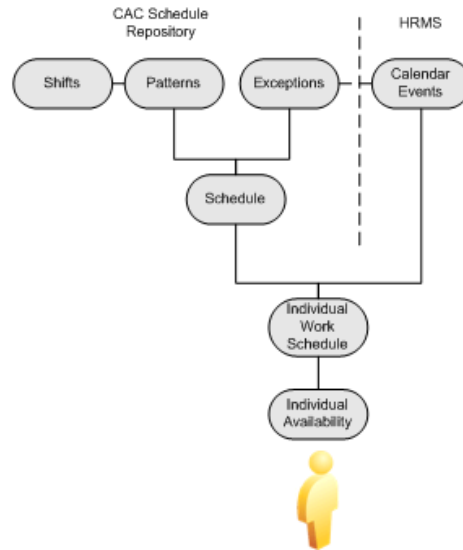 CAC Schedule
Repository
HRMS
Shifts
Patterns
Exceptions
Calendar
Events
Schedule
Individual
Work
Schedule
Individual
Availability